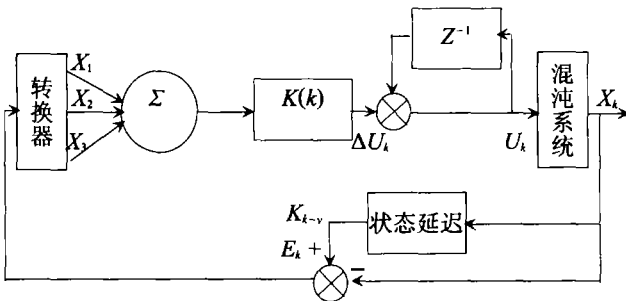 Z⁻¹
转换器
X₁
X₂
X₃
Σ
K(k)
ΔUₖ
Uₖ
混沌系统
Xₖ
Kₖ₋ᵥ
状态延迟
Eₖ +
−